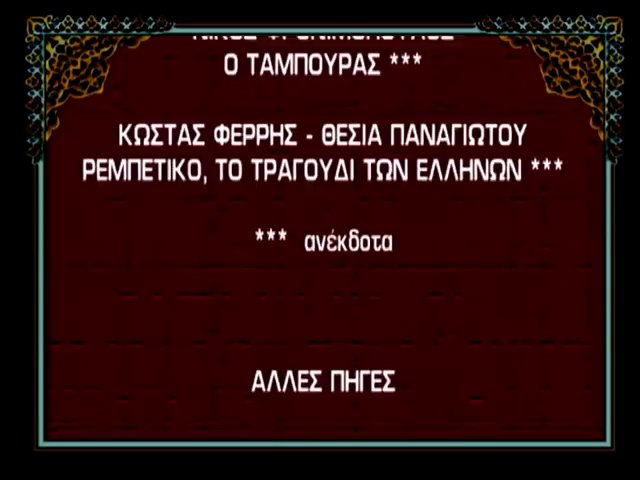 Ο ΤΑΜΠΟΥΡΑΣ ***
ΚΩΣΤΑΣ ΦΕΡΡΗΣ - ΘΕΣΙΑ ΠΑΝΑΓΙΩΤΟΥ
ΡΕΜΠΕΤΙΚΟ, ΤΟ ΤΡΑΓΟΥΔΙ ΤΩΝ ΕΛΛΗΝΩΝ ***
*** ανέκδοτα
ΑΛΛΕΣ ΠΗΓΕΣ